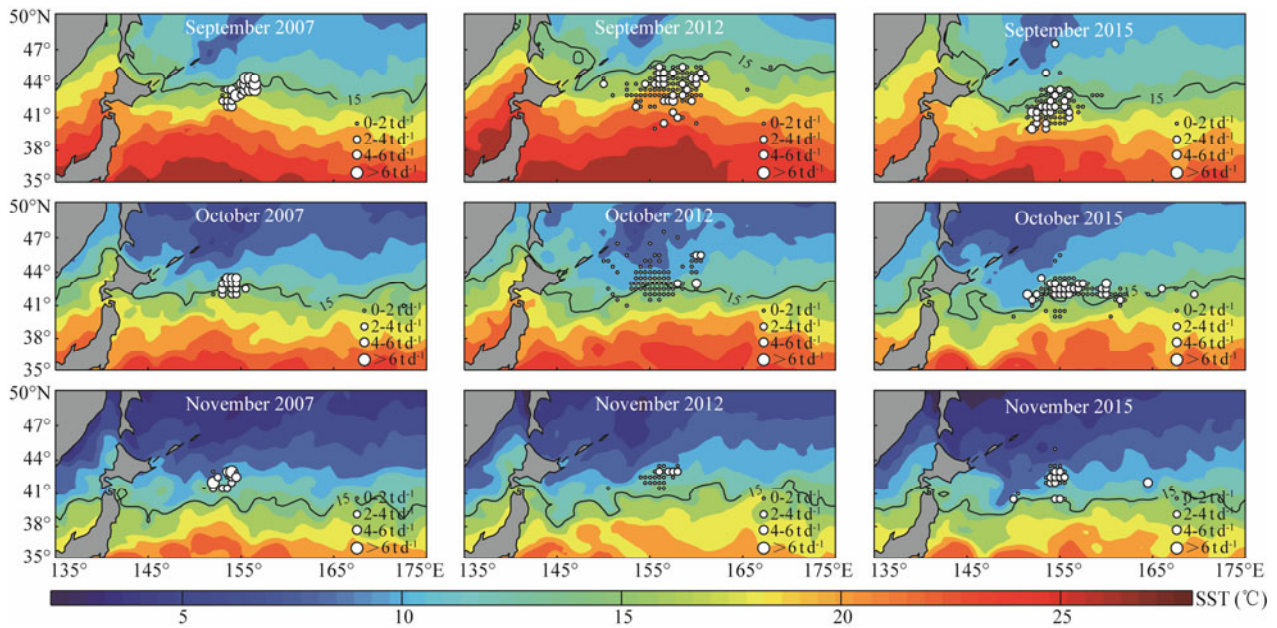 50°N
47°
44°
41°
38°
35°
September 2007
15
0-2 t d⁻¹
2-4 t d⁻¹
4-6 t d⁻¹
>6 t d⁻¹
September 2012
15
0-2 t d⁻¹
2-4 t d⁻¹
4-6 t d⁻¹
>6 t d⁻¹
September 2015
15
0-2 t d⁻¹
2-4 t d⁻¹
4-6 t d⁻¹
>6 t d⁻¹
50°N
47°
44°
41°
38°
35°
October 2007
15
0-2 t d⁻¹
2-4 t d⁻¹
4-6 t d⁻¹
>6 t d⁻¹
October 2012
15
0-2 t d⁻¹
2-4 t d⁻¹
4-6 t d⁻¹
>6 t d⁻¹
October 2015
15
0-2 t d⁻¹
2-4 t d⁻¹
4-6 t d⁻¹
>6 t d⁻¹
50°N
47°
44°
41°
38°
35°
November 2007
15
0-2 t d⁻¹
2-4 t d⁻¹
4-6 t d⁻¹
>6 t d⁻¹
November 2012
15
0-2 t d⁻¹
2-4 t d⁻¹
4-6 t d⁻¹
>6 t d⁻¹
November 2015
15
0-2 t d⁻¹
2-4 t d⁻¹
4-6 t d⁻¹
>6 t d⁻¹
135° 145° 155° 165° 175°E
135° 145° 155° 165° 175°E
135° 145° 155° 165° 175°E
5 10 15 20 25 SST (℃)